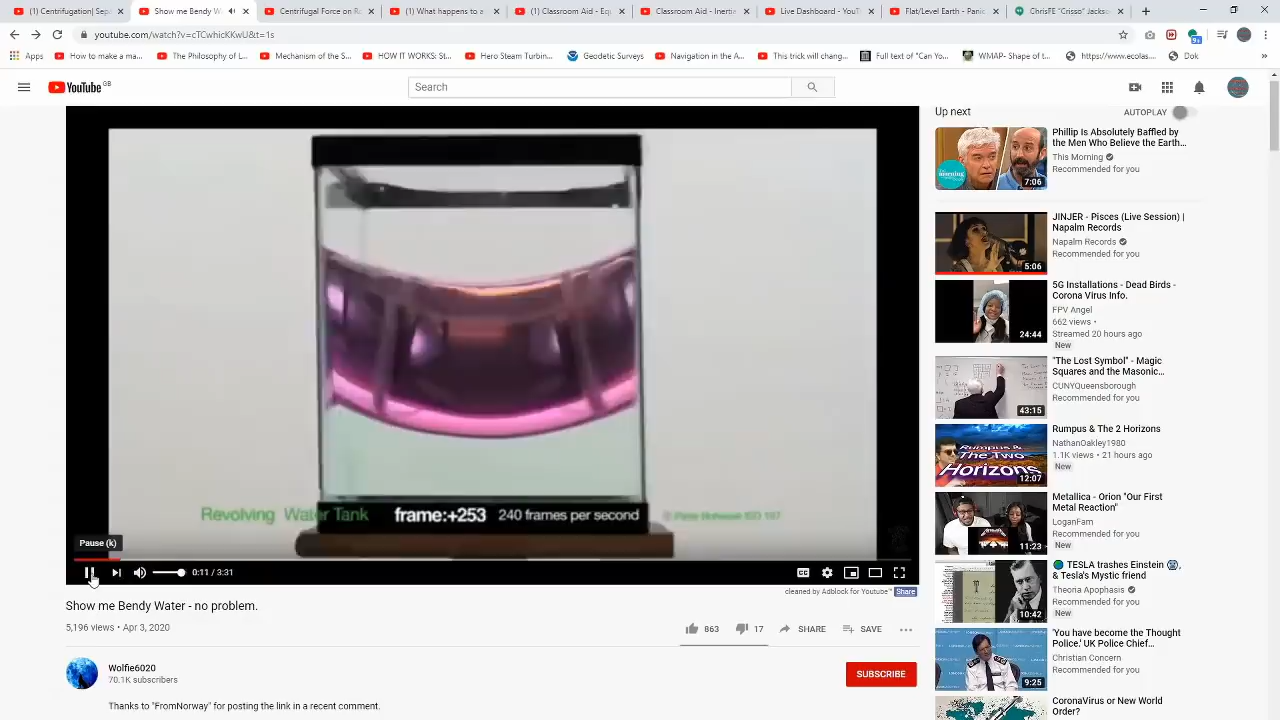 Centrifugation| Sep
Show me Bendy W
Centrifugal Force on R
(1) What happens to a
(1) Classroom Aid - Equ
Classroom Aid - Inerti
Live Dashboard - YouT
Flat/Level Earth - Panic
ChrisFE "Crisso" Jackso
youtube.com/watch?v=cTCwhicKKwU&t=1s
Apps
How to make a ma...
The Philosophy of L...
Mechanism of the S...
HOW IT WORKS: St...
Hero Steam Turbin...
Geodetic Surveys
Navigation in the A...
This trick will chang...
Full text of "Can You...
WMAP- Shape of t...
https://www.ecolas...
Dok
YouTube GB
Search
Up next
AUTOPLAY
Phillip Is Absolutely Baffled by
the Men Who Believe the Earth...
This Morning
Recommended for you
7:06
JINJER - Pisces (Live Session) |
Napalm Records
Napalm Records
Recommended for you
5:06
5G Installations - Dead Birds -
Corona Virus Info.
FPV Angel
662 views •
Streamed 20 hours ago
New
24:44
"The Lost Symbol" - Magic
Squares and the Masonic...
CUNYQueensborough
Recommended for you
43:15
Rumpus & The 2 Horizons
NathanOakley1980
1.1K views • 21 hours ago
New
Rumpus &
The Two
Horizons
12:07
Metallica - Orion "Our First
Metal Reaction"
LoganFam
Recommended for you
New
11:23
TESLA trashes Einstein
& Tesla's Mystic friend
Theoria Apophasis
Recommended for you
New
10:42
'You have become the Thought
Police.' UK Police Chief...
Christian Concern
Recommended for you
9:25
CoronaVirus or New World
Order?
Revolving Water Tank frame:+253 240 frames per second
Pause (k)
0:11 / 3:31
cleaned by Adblock for Youtube™ Share
Show me Bendy Water - no problem.
5,196 views • Apr 3, 2020
863
SHARE
SAVE
Wolfie6020
70.1K subscribers
SUBSCRIBE
Thanks to "FromNorway" for posting
recent comment.